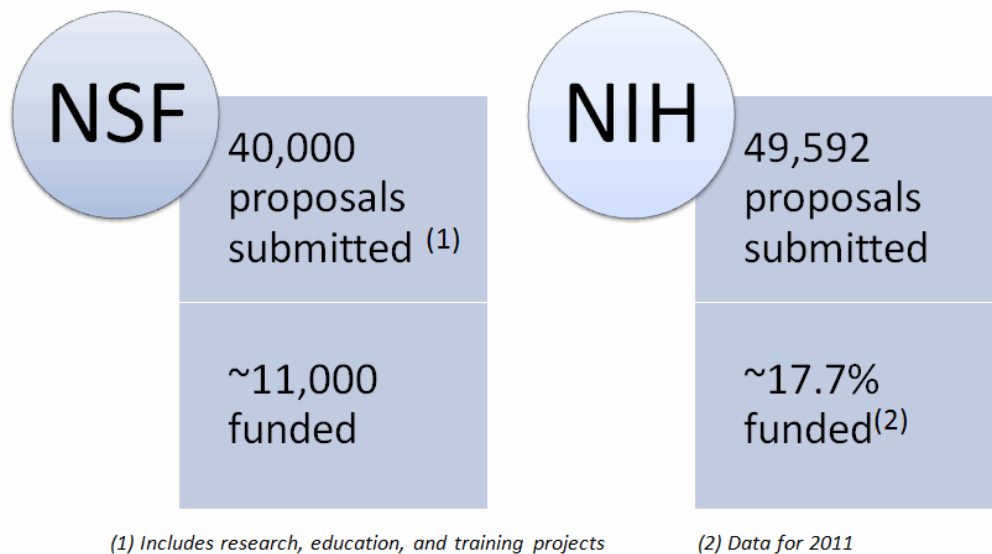 NSF
40,000
proposals
submitted (1)
~11,000
funded
NIH
49,592
proposals
submitted
~17.7%
funded(2)
(1) Includes research, education, and training projects
(2) Data for 2011